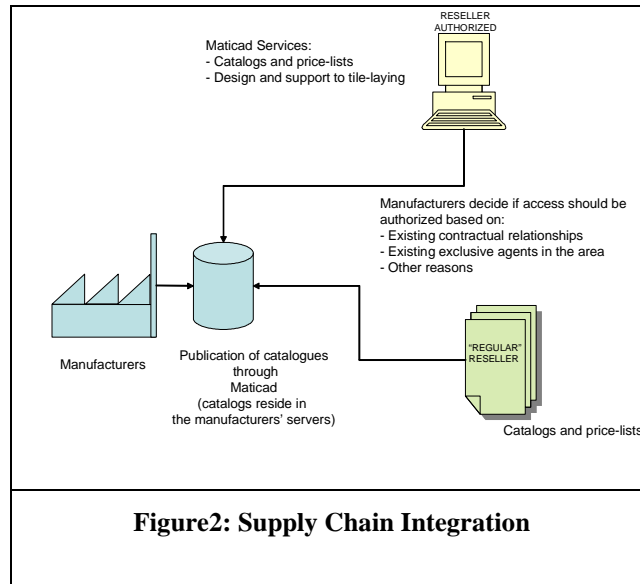 RESELLER
AUTHORIZED
Maticad Services:
- Catalogs and price-lists
- Design and support to tile-laying
Manufacturers decide if access should be
authorized based on:
- Existing contractual relationships
- Existing exclusive agents in the area
- Other reasons
Manufacturers
Publication of catalogues
through
Maticad
(catalogs reside in
the manufacturers' servers)
"REGULAR"
RESELLER
Catalogs and price-lists
Figure2: Supply Chain Integration